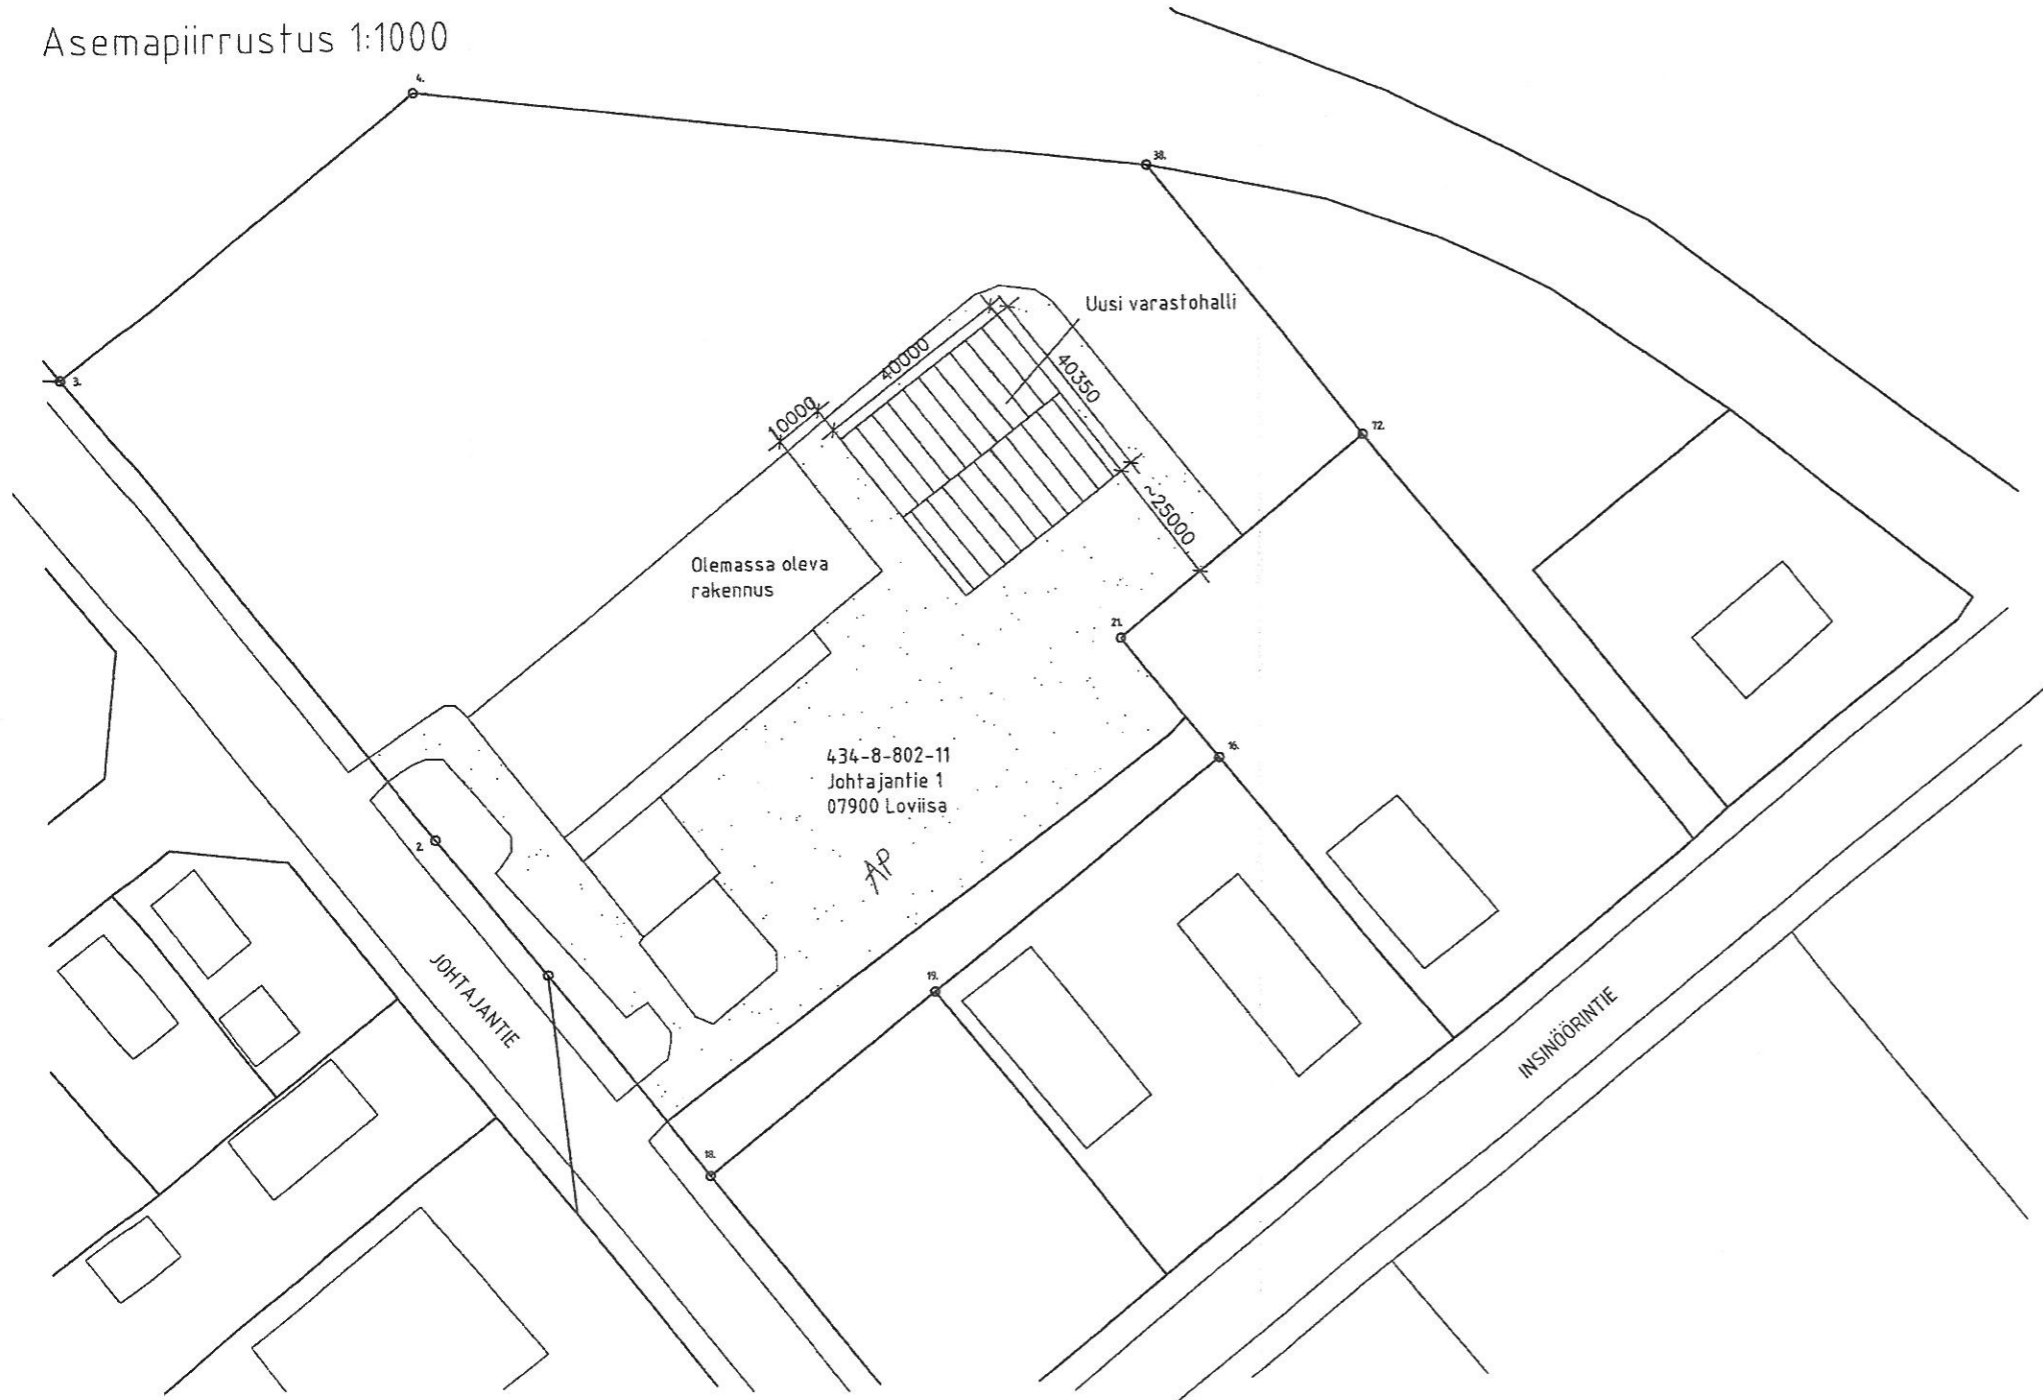 Asemapiirrustus 1:1000
4.
38.
Uusi varastohalli
40000
40350
3.
10000
12.
~25000
Olemassa oleva
rakennus
21.
434-8-802-11
Johtajantie 1
07900 Loviisa
16.
2.
AP
JOHTAJANTIE
19.
INSINÖÖRINTIE
18.